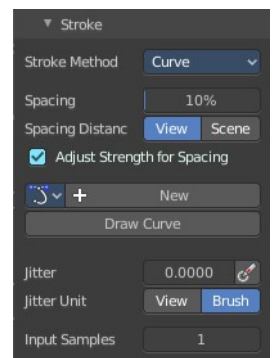 Stroke
Stroke Method Curve
Spacing 10%
Spacing Distanc View Scene
Adjust Strength for Spacing
New
Draw Curve
Jitter 0.0000
Jitter Unit View Brush
Input Samples 1